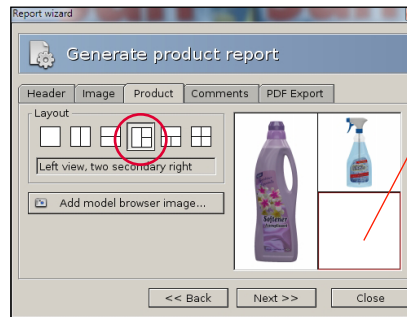 Report wizard
Generate product report
Header Image Product Comments PDF Export
Layout
Left view, two secondary right
Add model browser image...
Softener
<< Back Next >> Close